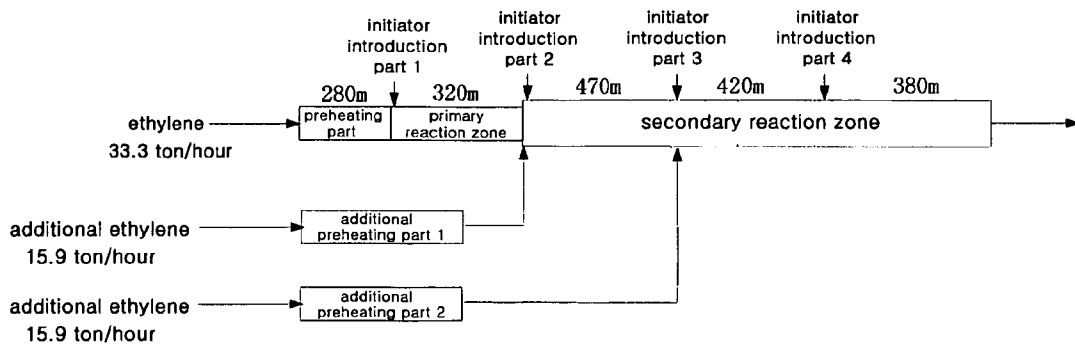 initiator
introduction
part 1
initiator
introduction
part 2
initiator
introduction
part 3
initiator
introduction
part 4
280m
320m
470m
420m
380m
ethylene
33.3 ton/hour
preheating
part
primary
reaction zone
secondary reaction zone
additional ethylene
15.9 ton/hour
additional
preheating part 1
additional ethylene
15.9 ton/hour
additional
preheating part 2